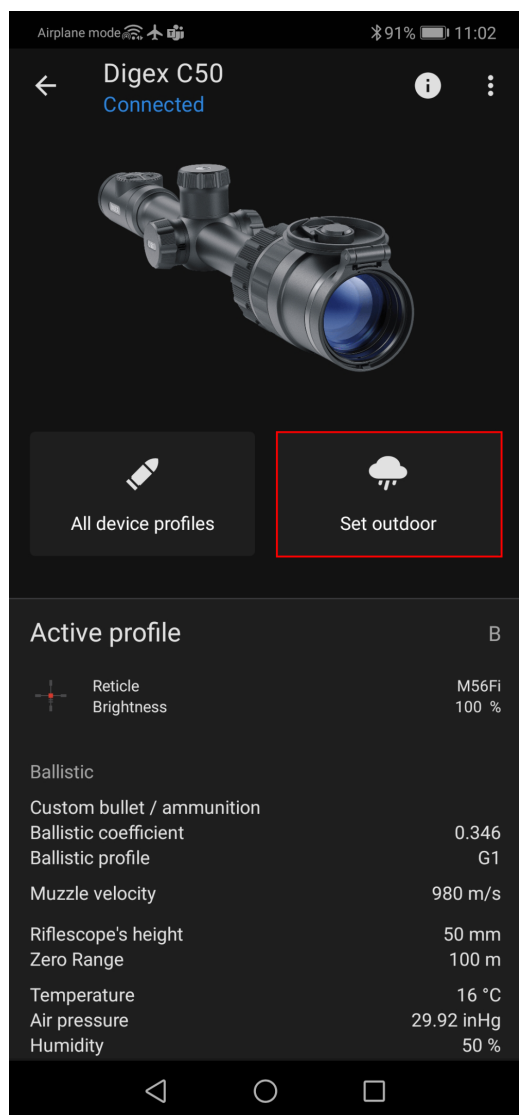 Airplane mode 91% 11:02
Digex C50
Connected
All device profiles
Set outdoor
Active profile B
Reticle M56Fi
Brightness 100 %
Ballistic
Custom bullet / ammunition
Ballistic coefficient 0.346
Ballistic profile G1
Muzzle velocity 980 m/s
Riflescope's height 50 mm
Zero Range 100 m
Temperature 16 °C
Air pressure 29.92 inHg
Humidity 50 %